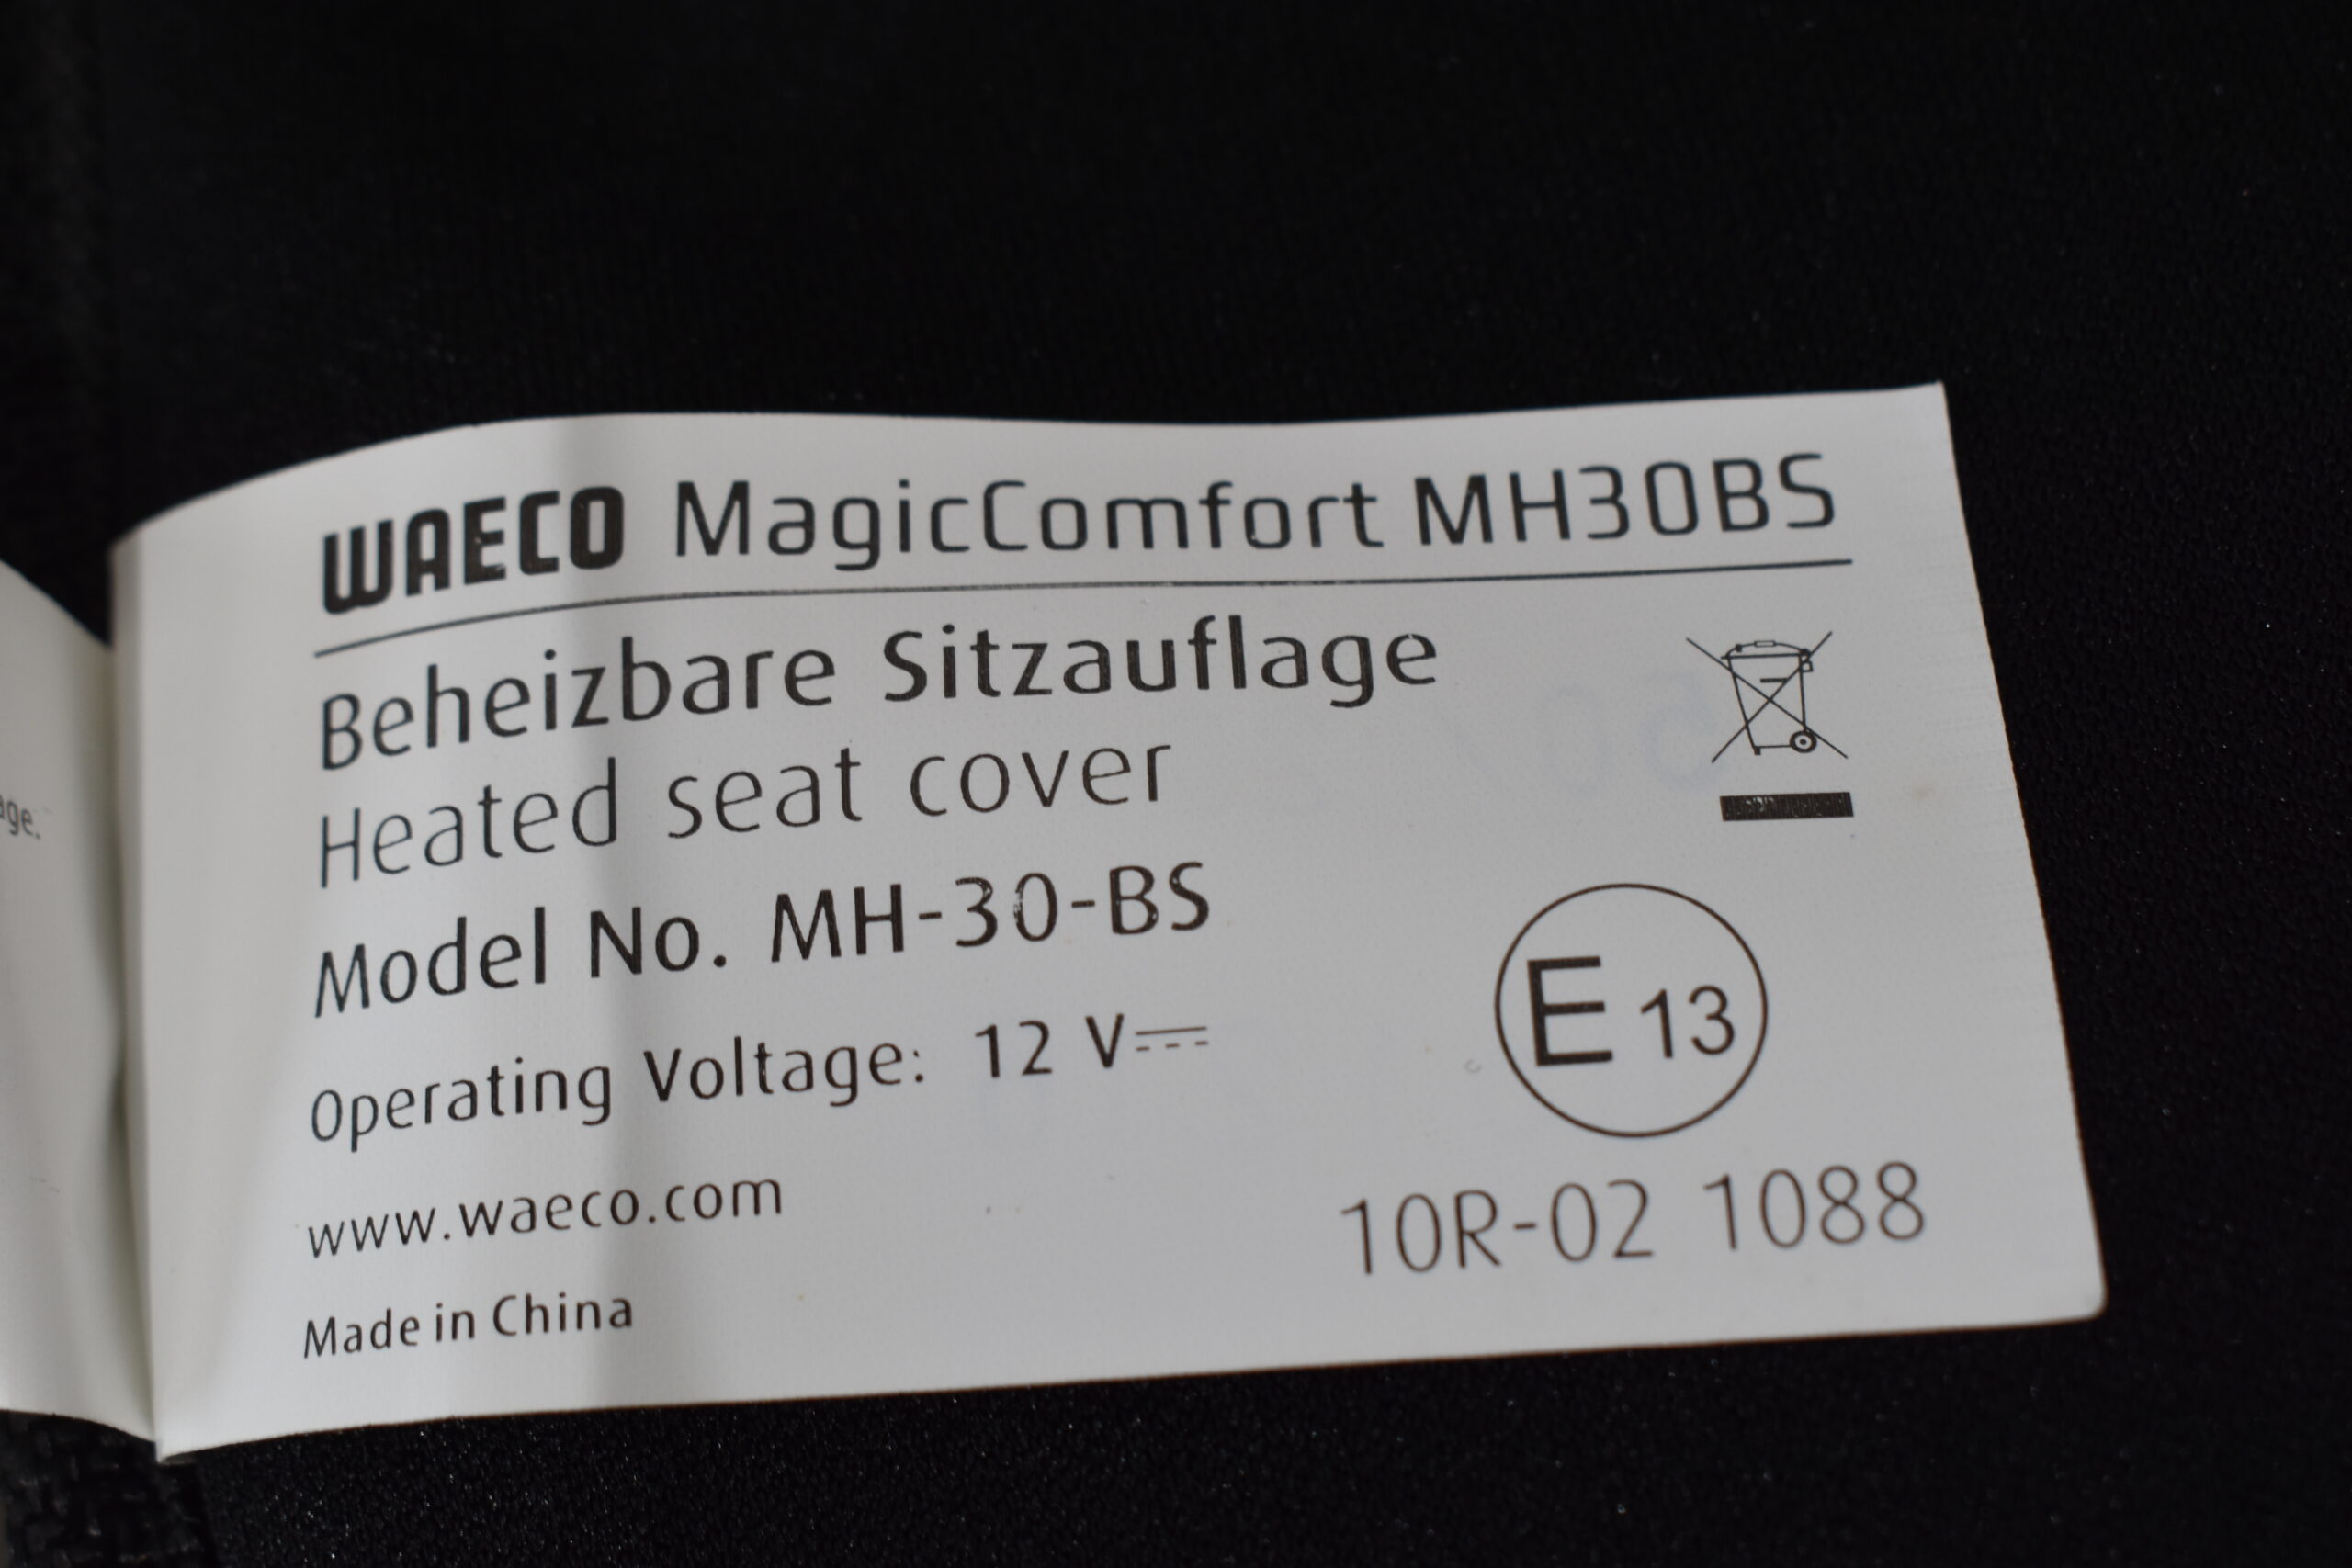 WAECO MagicComfort MH30BS
Beheizbare Sitzauflage
Heated seat cover
Model No. MH-30-BS
Operating Voltage: 12 V⎓
www.waeco.com
Made in China
E 13
10R-02 1088